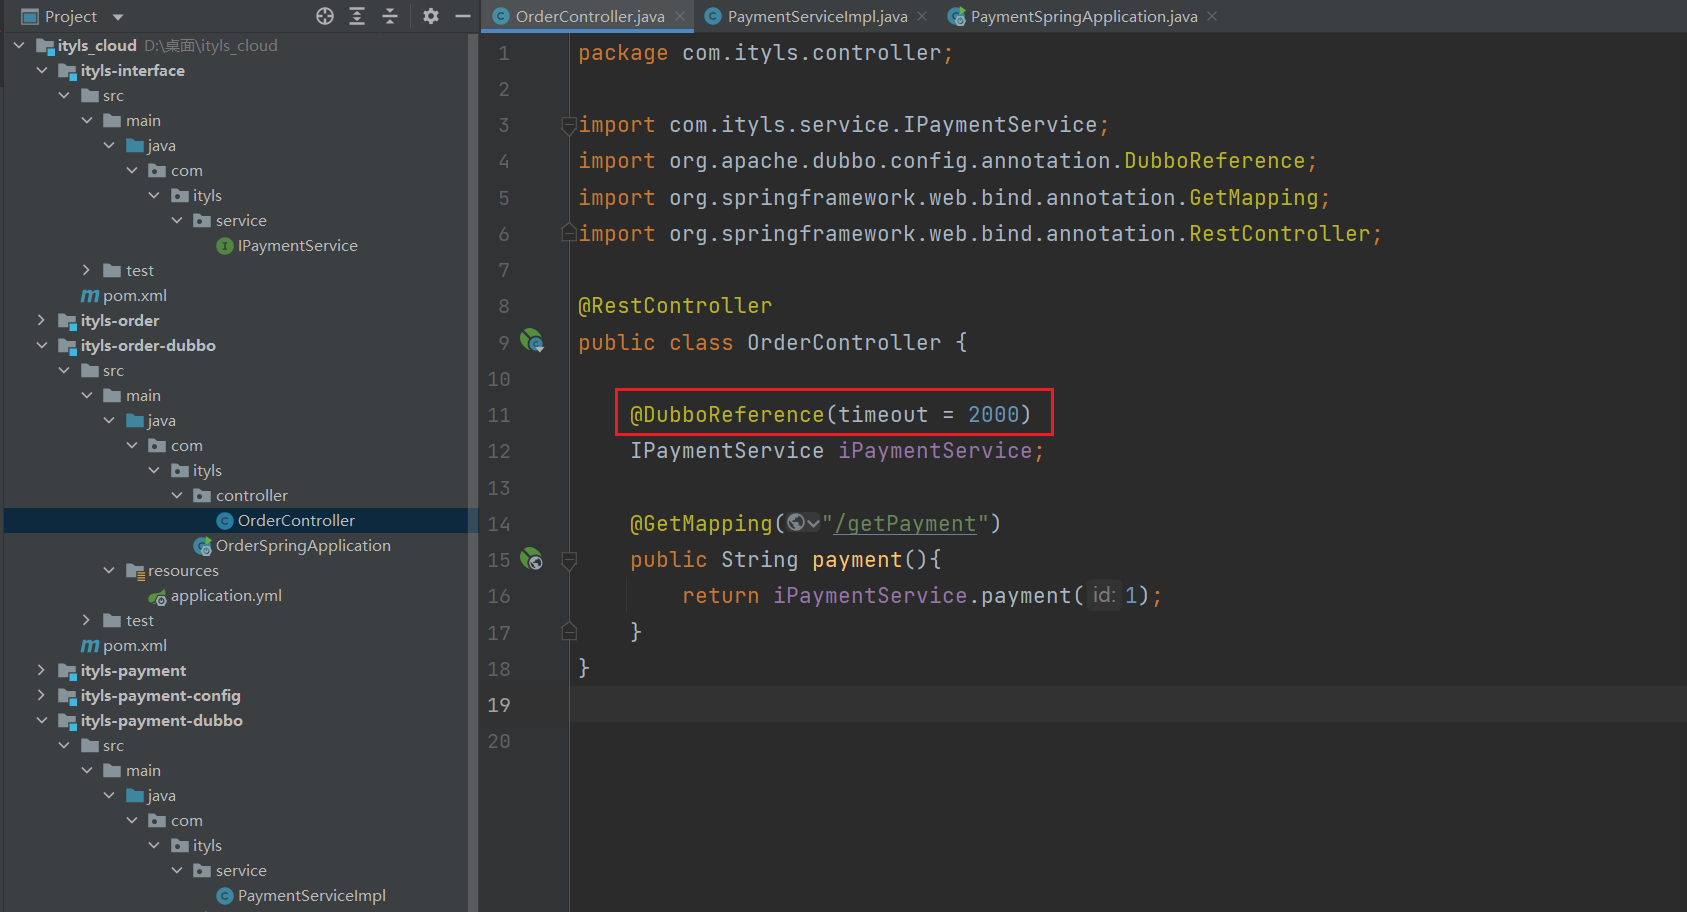 Project
ityls_cloud D:\桌面\ityls_cloud
ityls-interface
src
main
java
com
ityls
service
IPaymentService
test
pom.xml
ityls-order
ityls-order-dubbo
src
main
java
com
ityls
controller
OrderController
OrderSpringApplication
resources
application.yml
test
pom.xml
ityls-payment
ityls-payment-config
ityls-payment-dubbo
src
main
java
com
ityls
service
PaymentServiceImpl
OrderController.java PaymentServiceImpl.java PaymentSpringApplication.java
1 package com.ityls.controller;
2
3 import com.ityls.service.IPaymentService;
4 import org.apache.dubbo.config.annotation.DubboReference;
5 import org.springframework.web.bind.annotation.GetMapping;
6 import org.springframework.web.bind.annotation.RestController;
7
8 @RestController
9 public class OrderController {
10
11 @DubboReference(timeout = 2000)
12 IPaymentService iPaymentService;
13
14 @GetMapping("/getPayment")
15 public String payment(){
16 return iPaymentService.payment( id: 1);
17 }
18 }
19
20